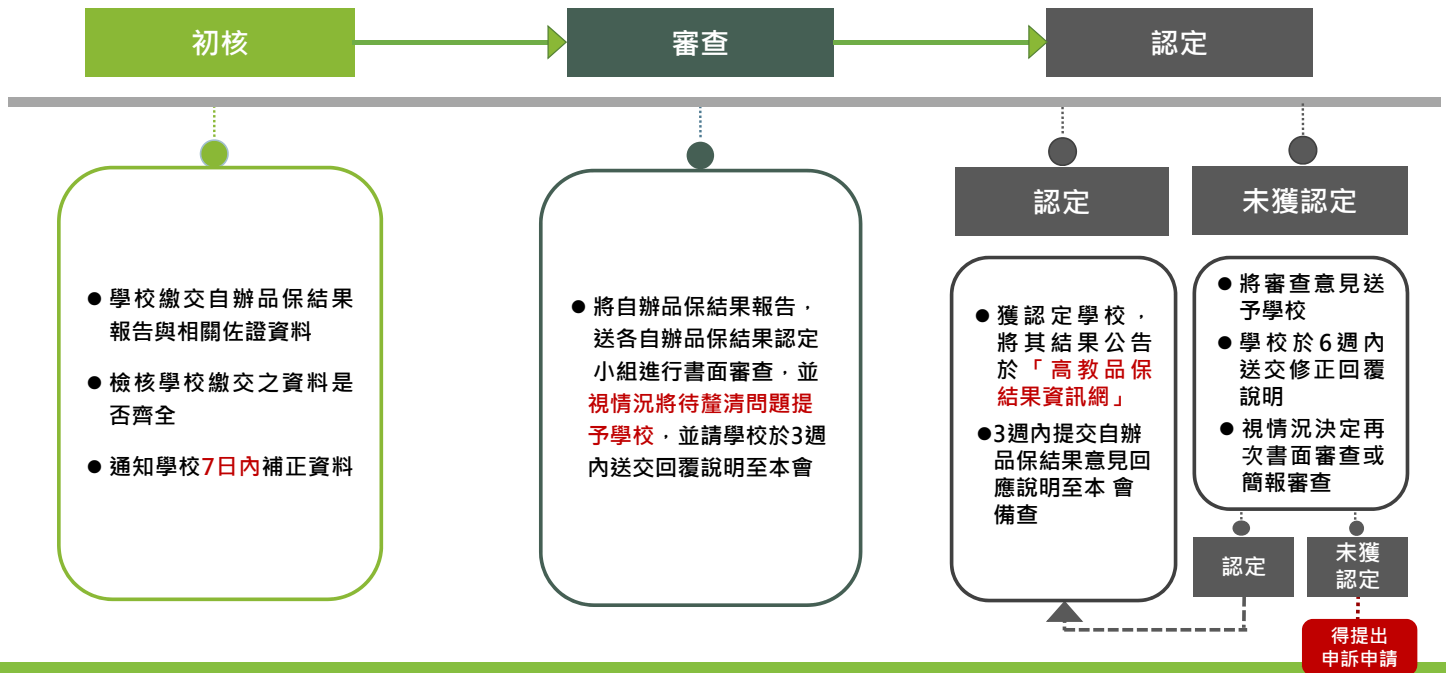 初核
審查
認定
● 學校繳交自辦品保結果
報告與相關佐證資料
● 檢核學校繳交之資料是
否齊全
● 通知學校7日內補正資料
● 將自辦品保結果報告，
送各自辦品保結果認定
小組進行書面審查，並
視情況將待釐清問題提
予學校，並請學校於3週
內送交回覆說明至本會
認定
● 獲認定學校，
將其結果公告
於「高教品保
結果資訊網」
●3週內提交自辦
品保結果意見回
應說明至本 會
備查
未獲認定
● 將審查意見送
予學校
● 學校於6週內
送交修正回覆
說明
● 視情況決定再
次書面審查或
簡報審查
認定
未獲
認定
得提出
申訴申請